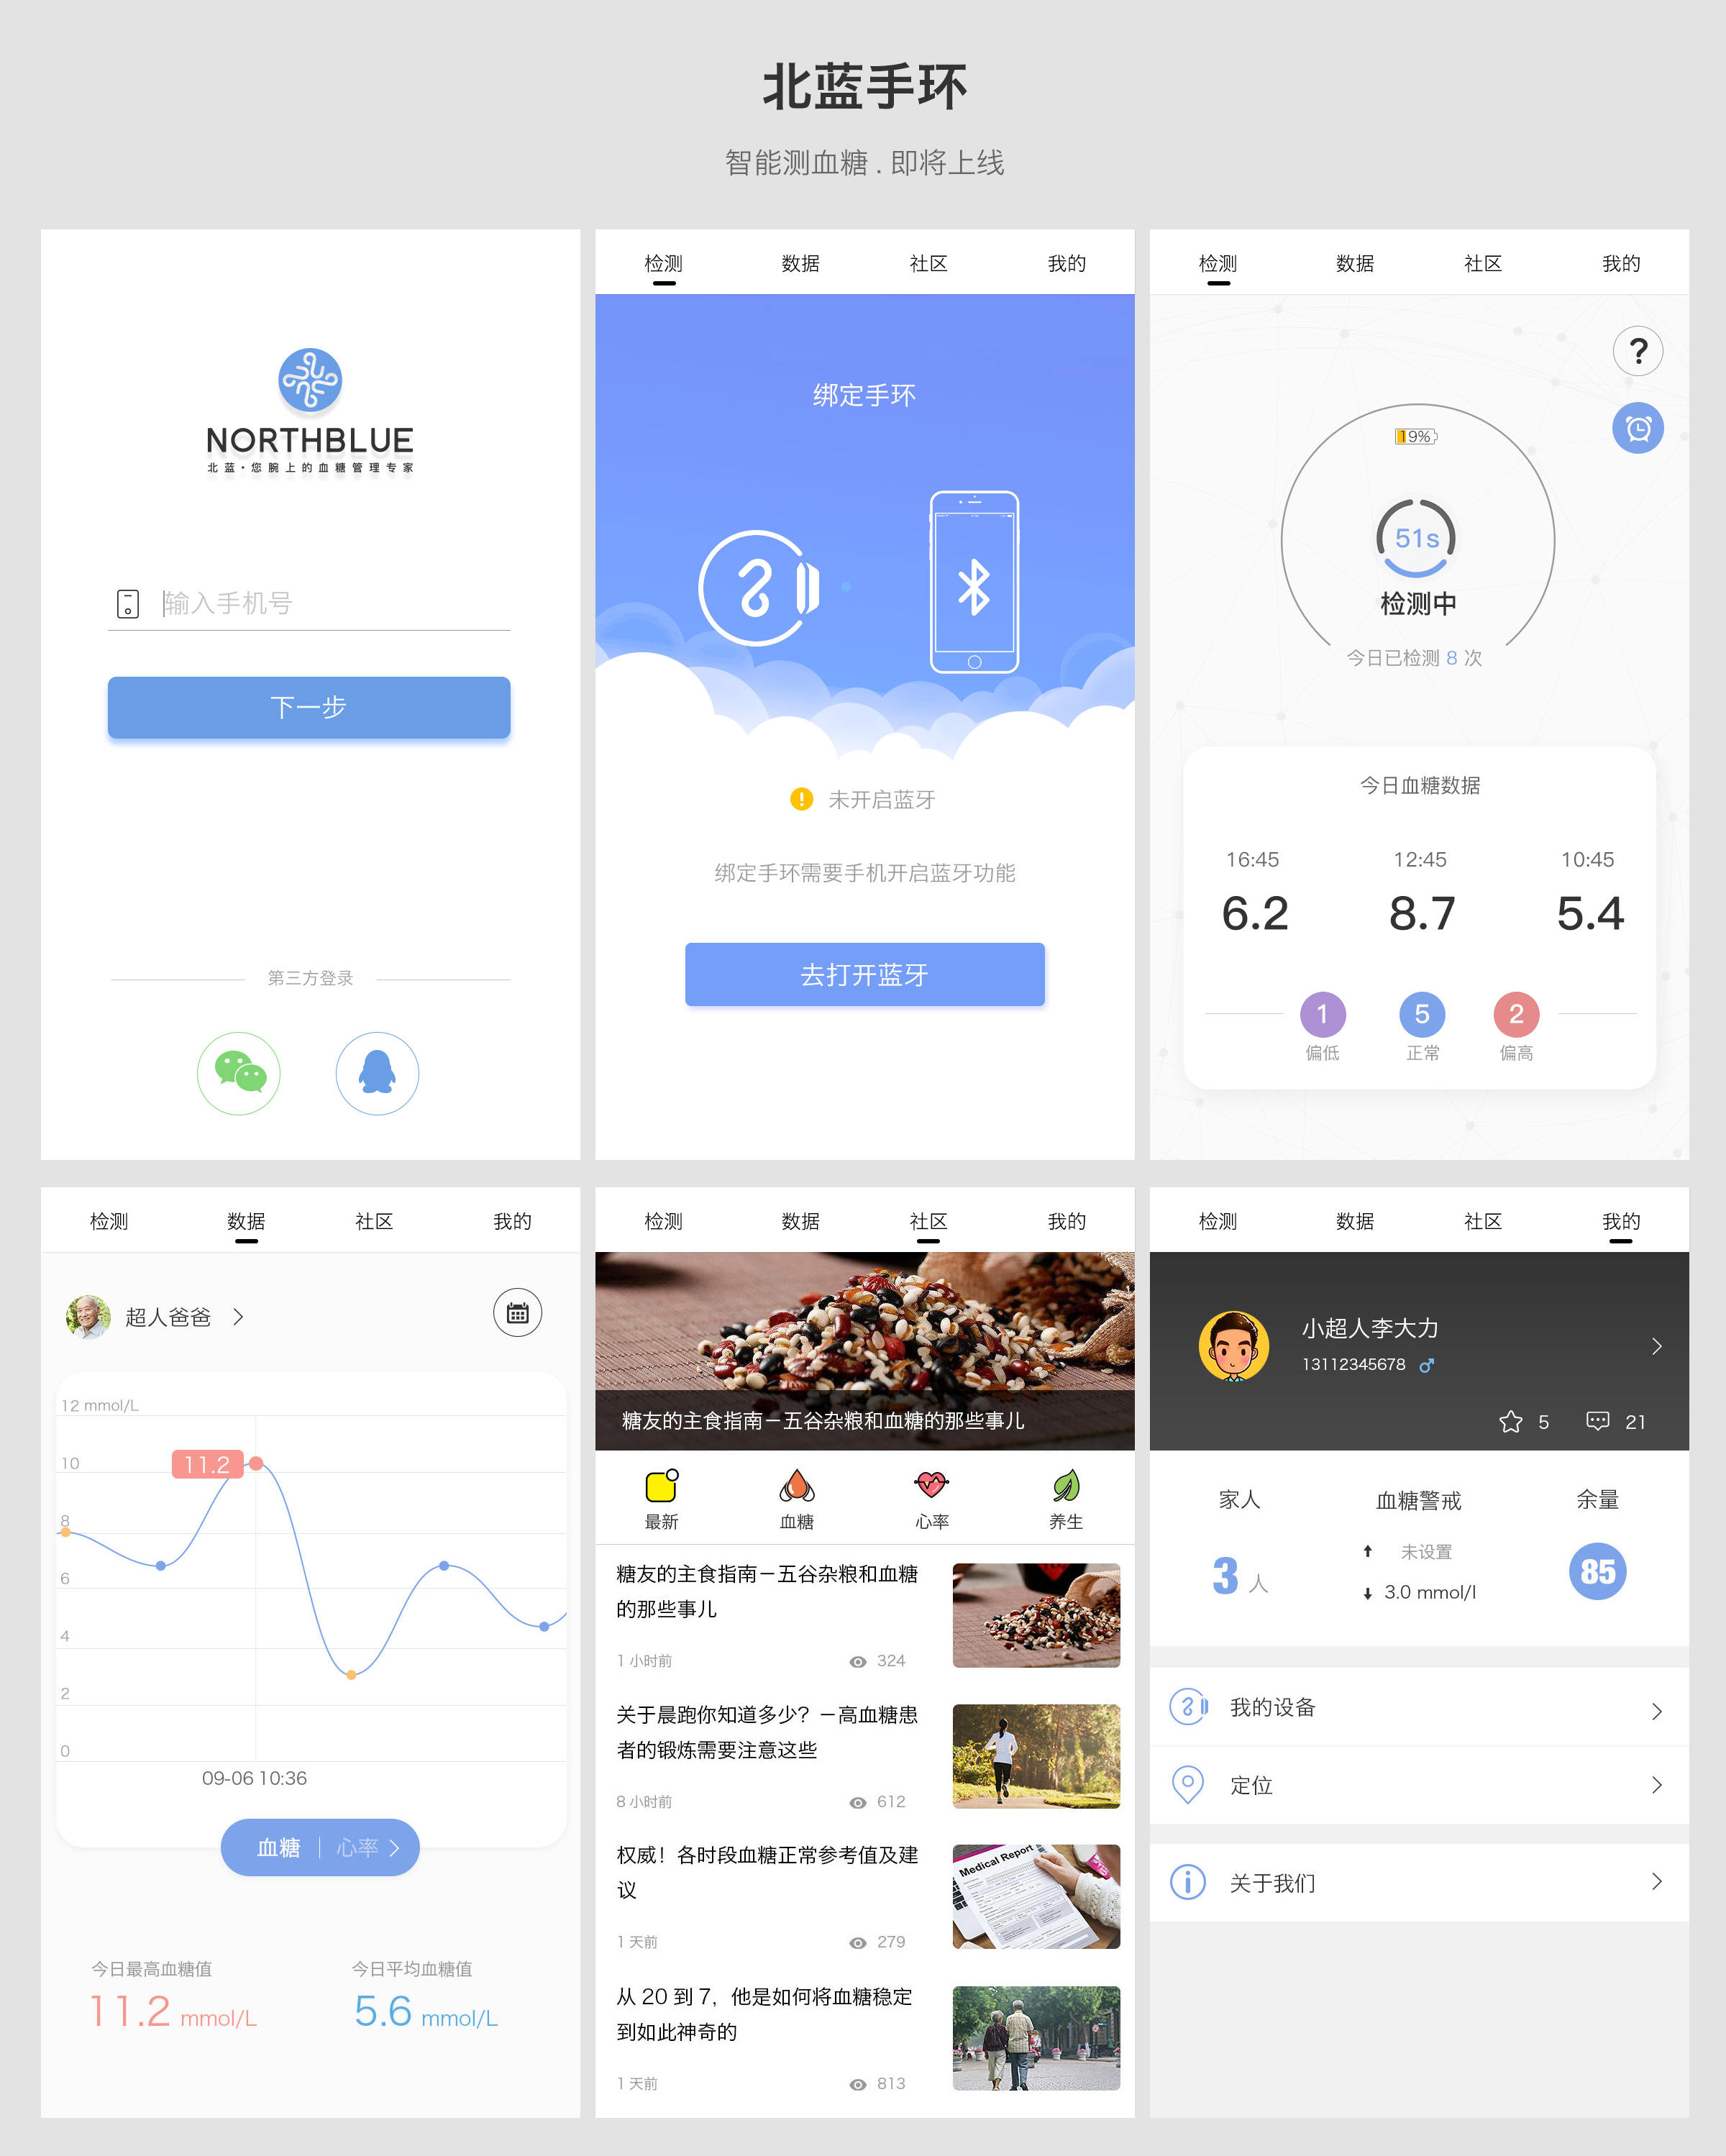 北蓝手环
智能测血糖 . 即将上线
NORTHBLUE
北蓝·您腕上的血糖管理专家
输入手机号
下一步
第三方登录
检测 数据 社区 我的
绑定手环
未开启蓝牙
绑定手环需要手机开启蓝牙功能
去打开蓝牙
检测 数据 社区 我的
?
19%
51s
检测中
今日已检测 8 次
今日血糖数据
16:45 12:45 10:45
6.2 8.7 5.4
1 5 2
偏低 正常 偏高
检测 数据 社区 我的
超人爸爸
12 mmol/L
11.2
10
8
6
4
2
0
09-06 10:36
血糖 心率
今日最高血糖值 今日平均血糖值
11.2 mmol/L 5.6 mmol/L
检测 数据 社区 我的
糖友的主食指南－五谷杂粮和血糖的那些事儿
最新 血糖 心率 养生
糖友的主食指南－五谷杂粮和血糖
的那些事儿
1 小时前 324
关于晨跑你知道多少？－高血糖患
者的锻炼需要注意这些
8 小时前 612
权威！各时段血糖正常参考值及建
议
Medical Report
1 天前 279
从 20 到 7，他是如何将血糖稳定
到如此神奇的
1 天前 813
检测 数据 社区 我的
小超人李大力
13112345678
5 21
家人 血糖警戒 余量
3 人
未设置
3.0 mmol/l
85
我的设备
定位
关于我们